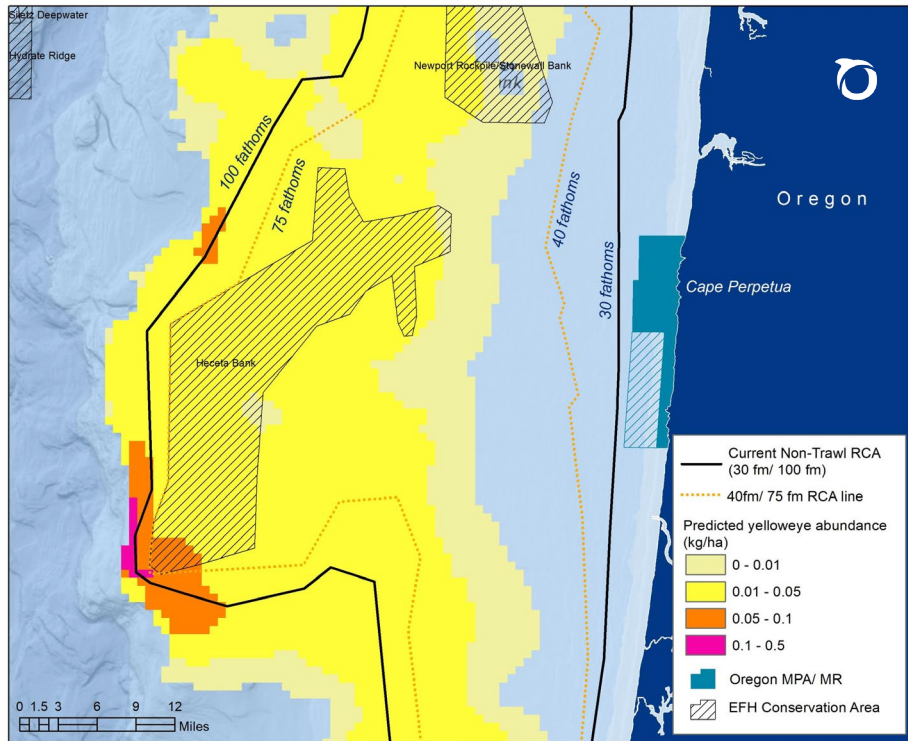 Siletz Deepwater
Hydrate Ridge
Newport Rockpile/Stonewall Bank
nk
100 fathoms
75 fathoms
40 fathoms
30 fathoms
Oregon
Cape Perpetua
Heceta Bank
Current Non-Trawl RCA
(30 fm/ 100 fm)
40fm/ 75 fm RCA line
Predicted yelloweye abundance
(kg/ha)
0 - 0.01
0.01 - 0.05
0.05 - 0.1
0.1 - 0.5
Oregon MPA/ MR
EFH Conservation Area
0 1.5 3 6 9 12
Miles